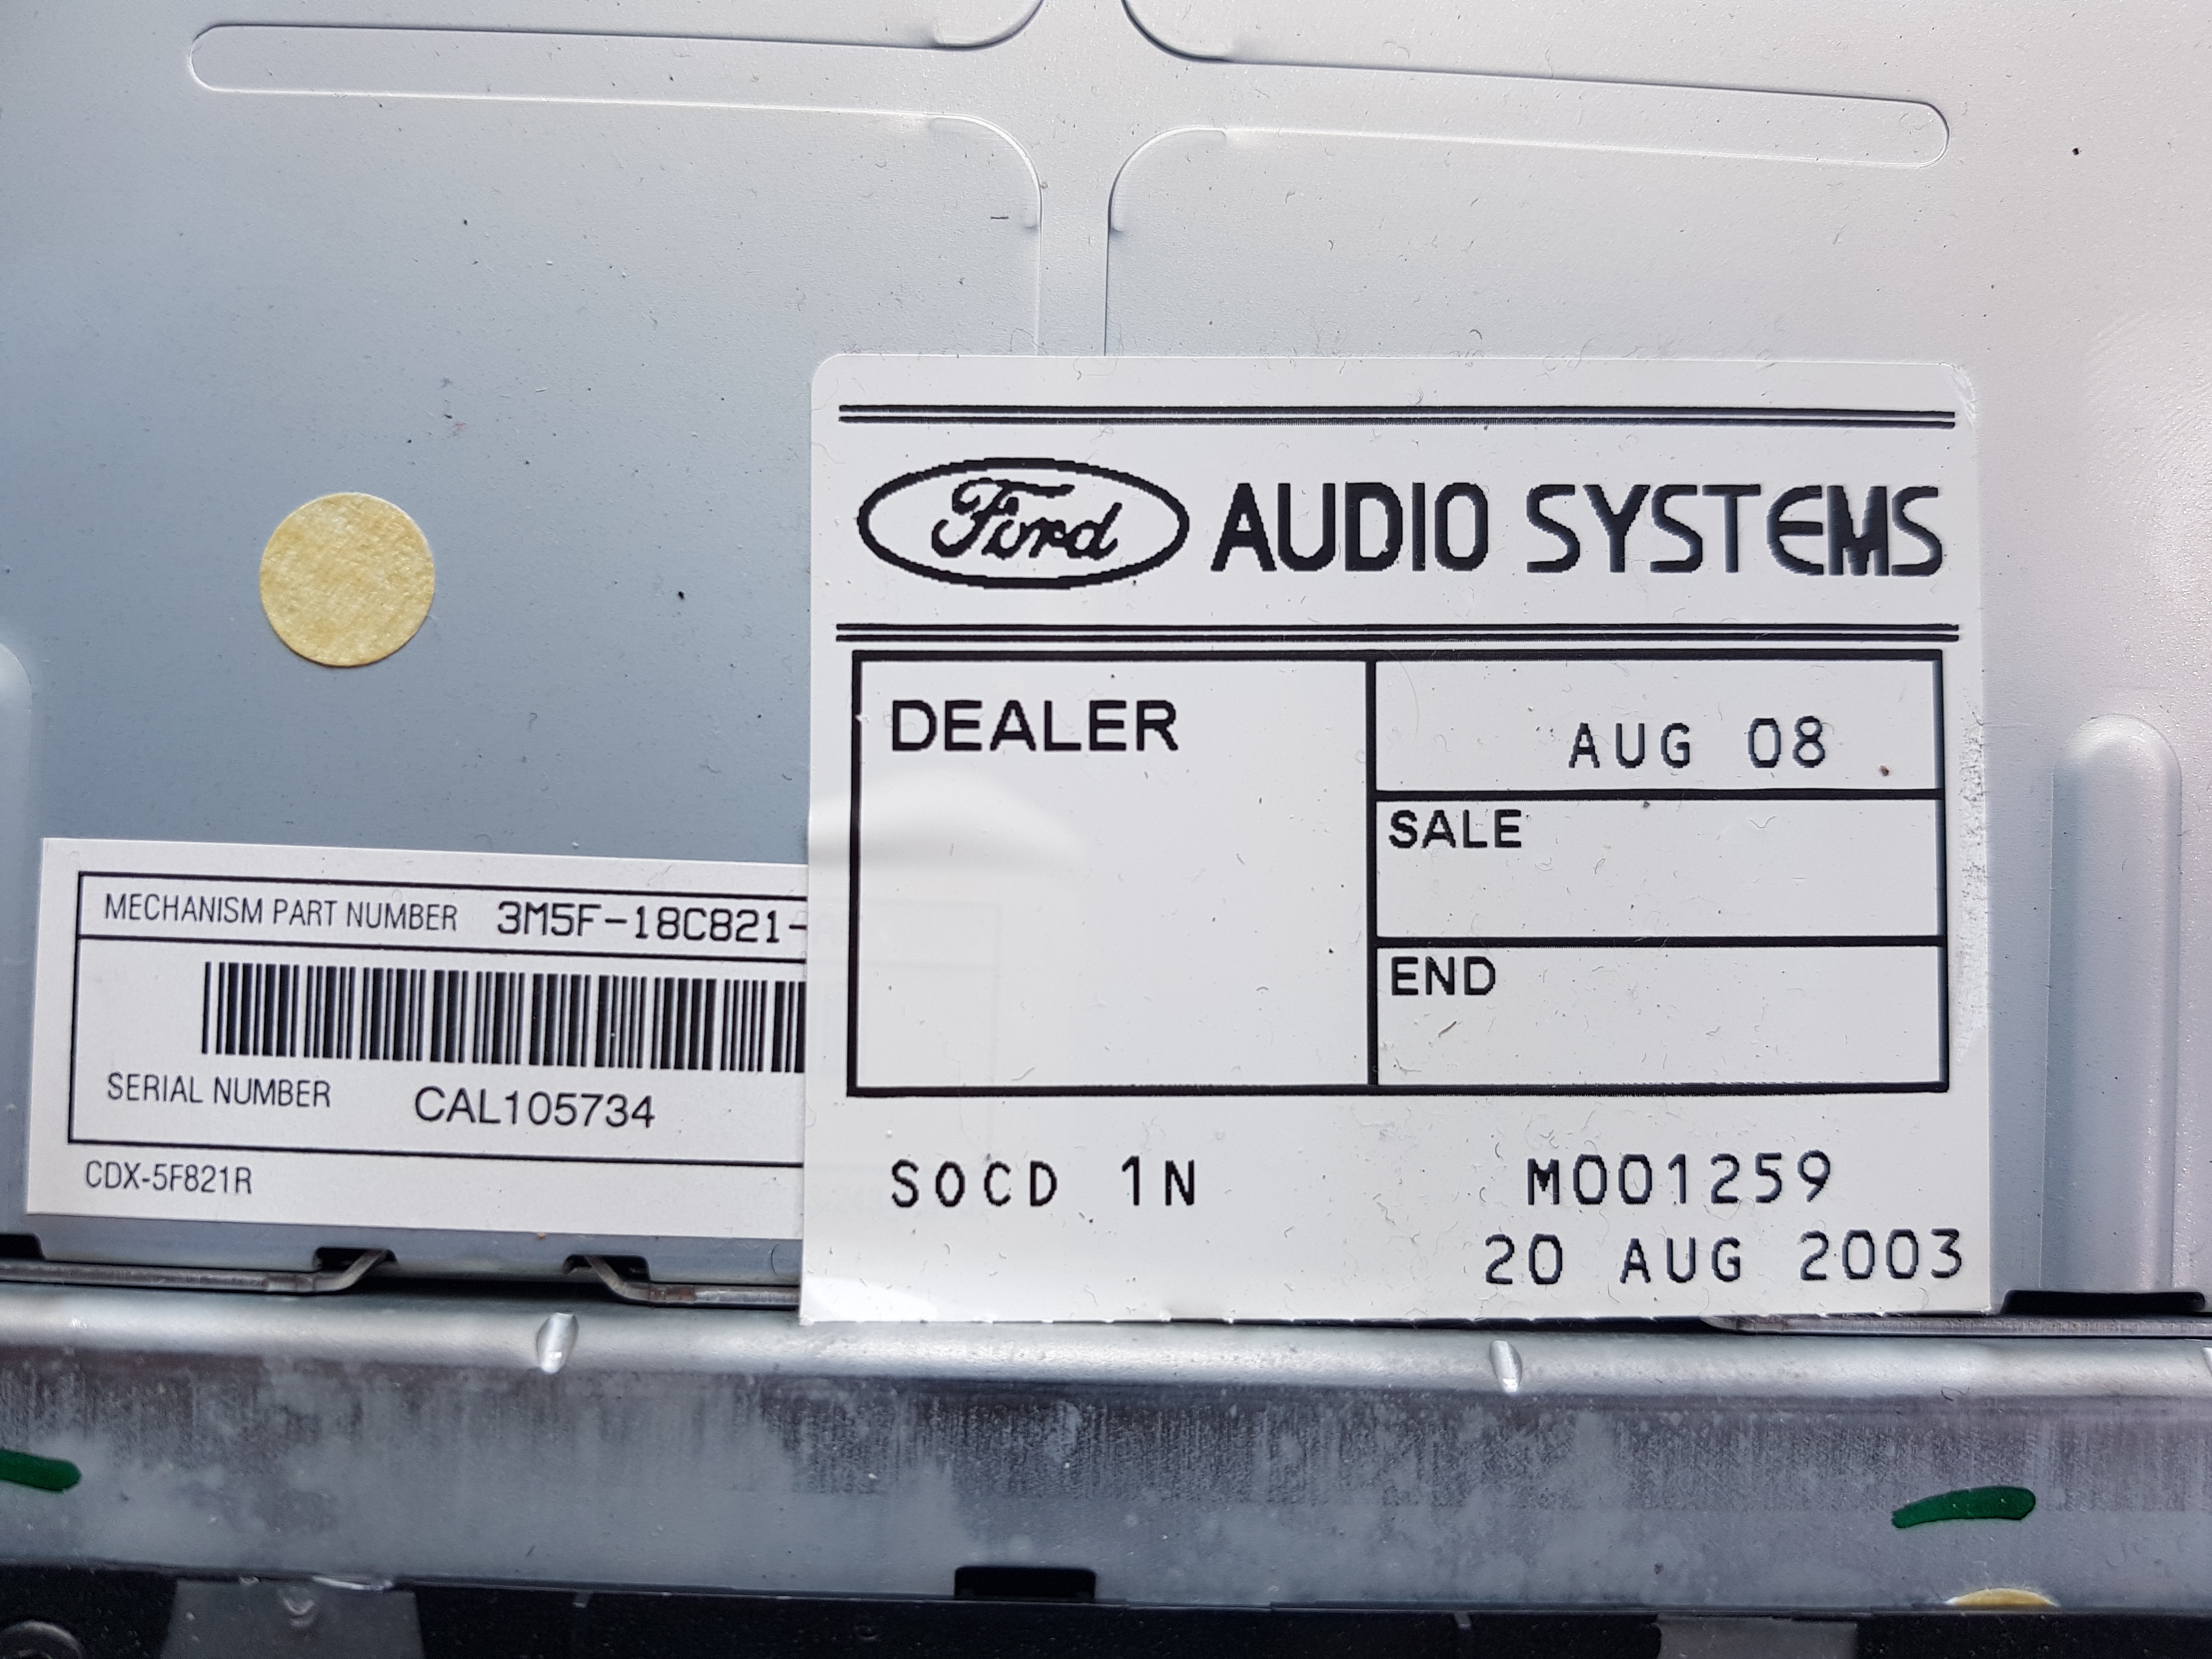 Ford AUDIO SYSTEMS
DEALER
AUG 08
SALE
END
SOCD 1N
M001259
20 AUG 2003
MECHANISM PART NUMBER 3M5F-18C821-
SERIAL NUMBER CAL105734
CDX-5F821R